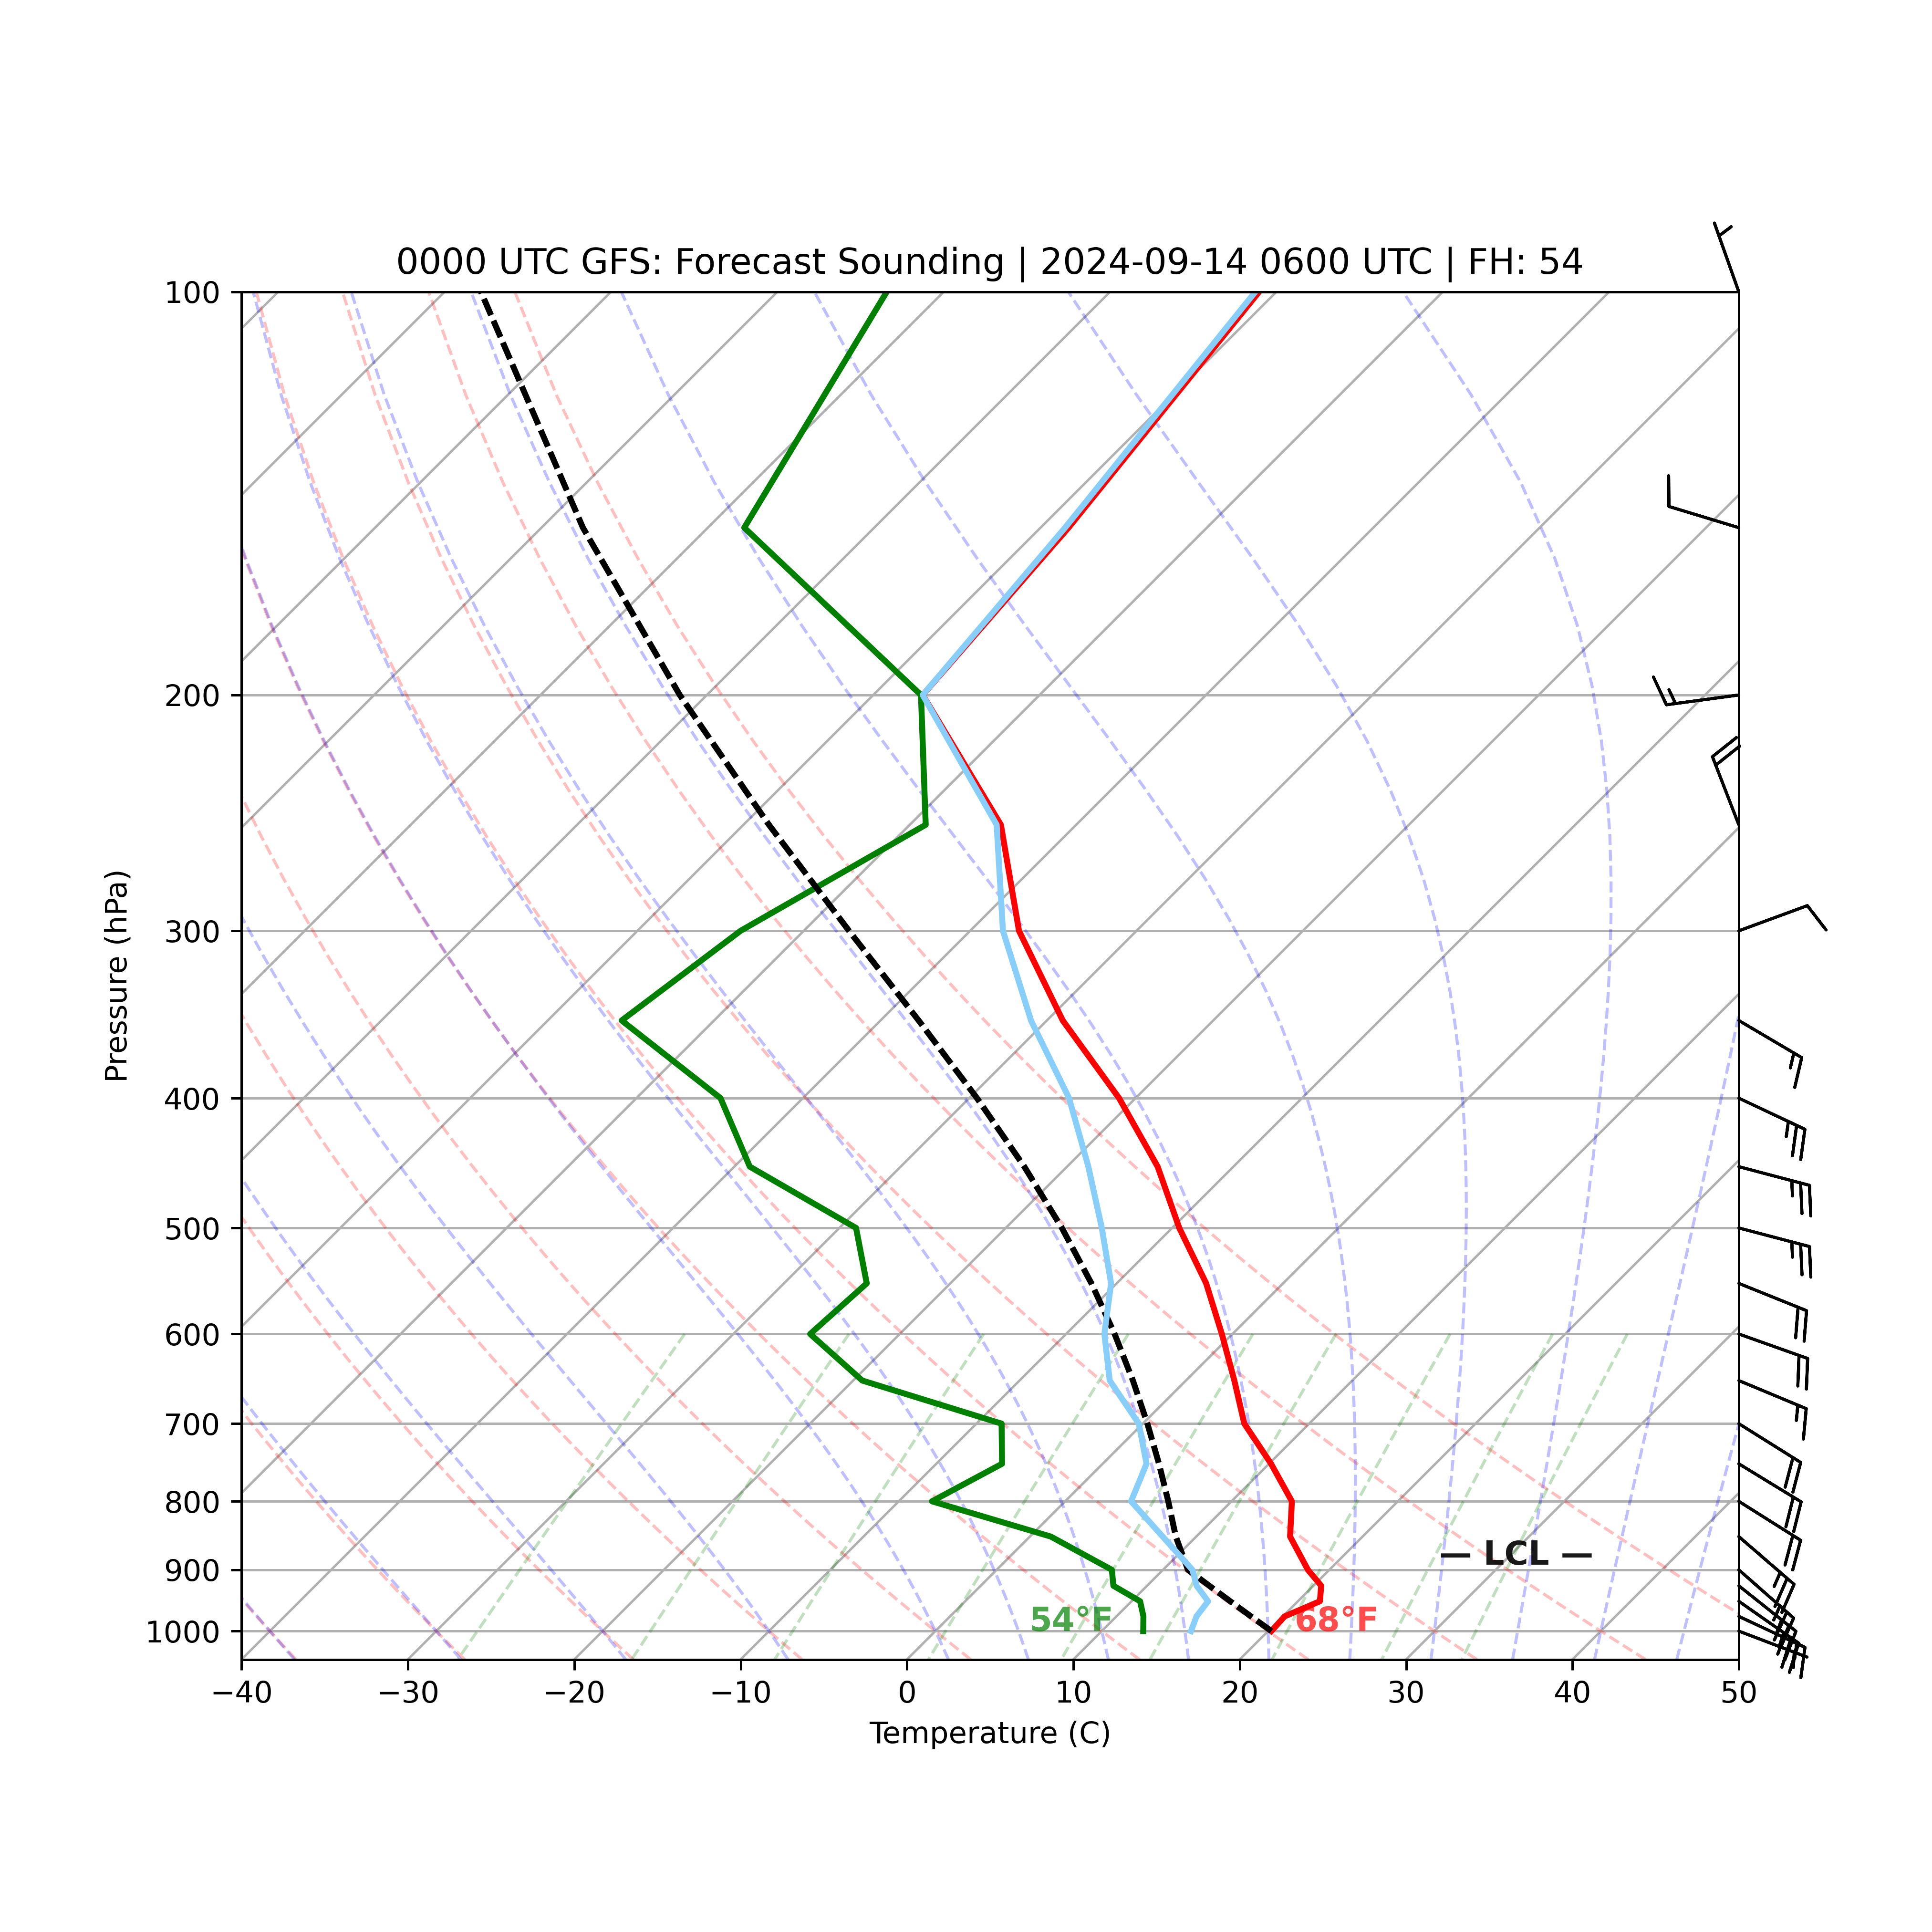 0000 UTC GFS: Forecast Sounding | 2024-09-14 0600 UTC | FH: 54
100
200
300
400
500
600
700
800
900
1000
Pressure (hPa)
— LCL —
54°F
68°F
−40 −30 −20 −10 0 10 20 30 40 50
Temperature (C)